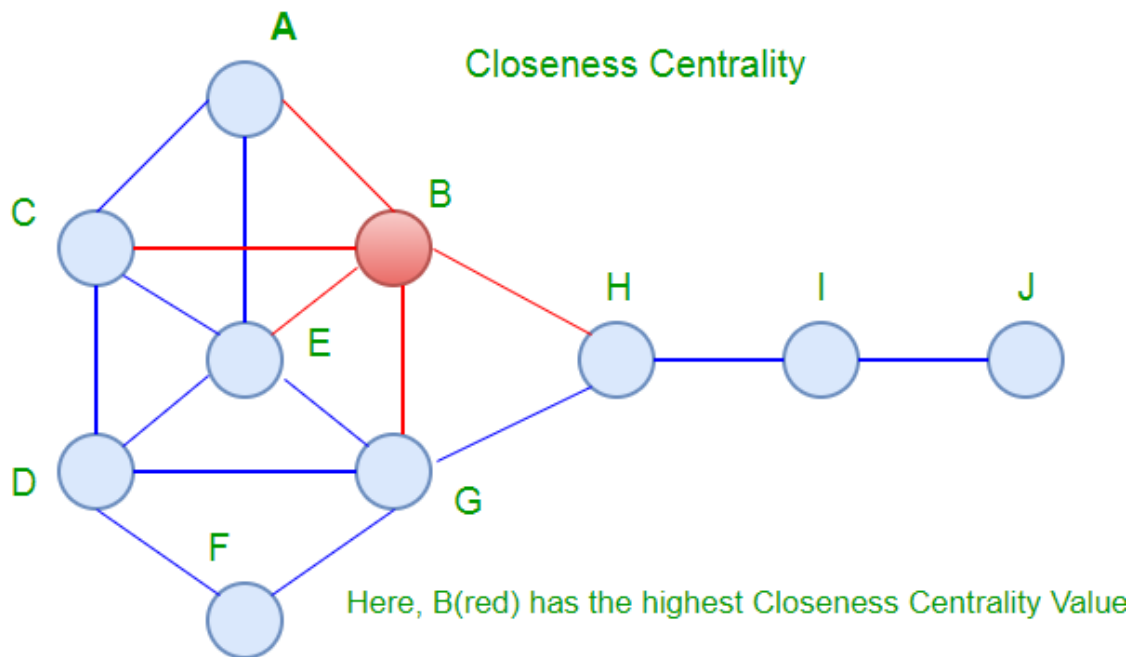 A
Closeness Centrality
C
B
H
I
J
E
D
G
F
Here, B(red) has the highest Closeness Centrality Value